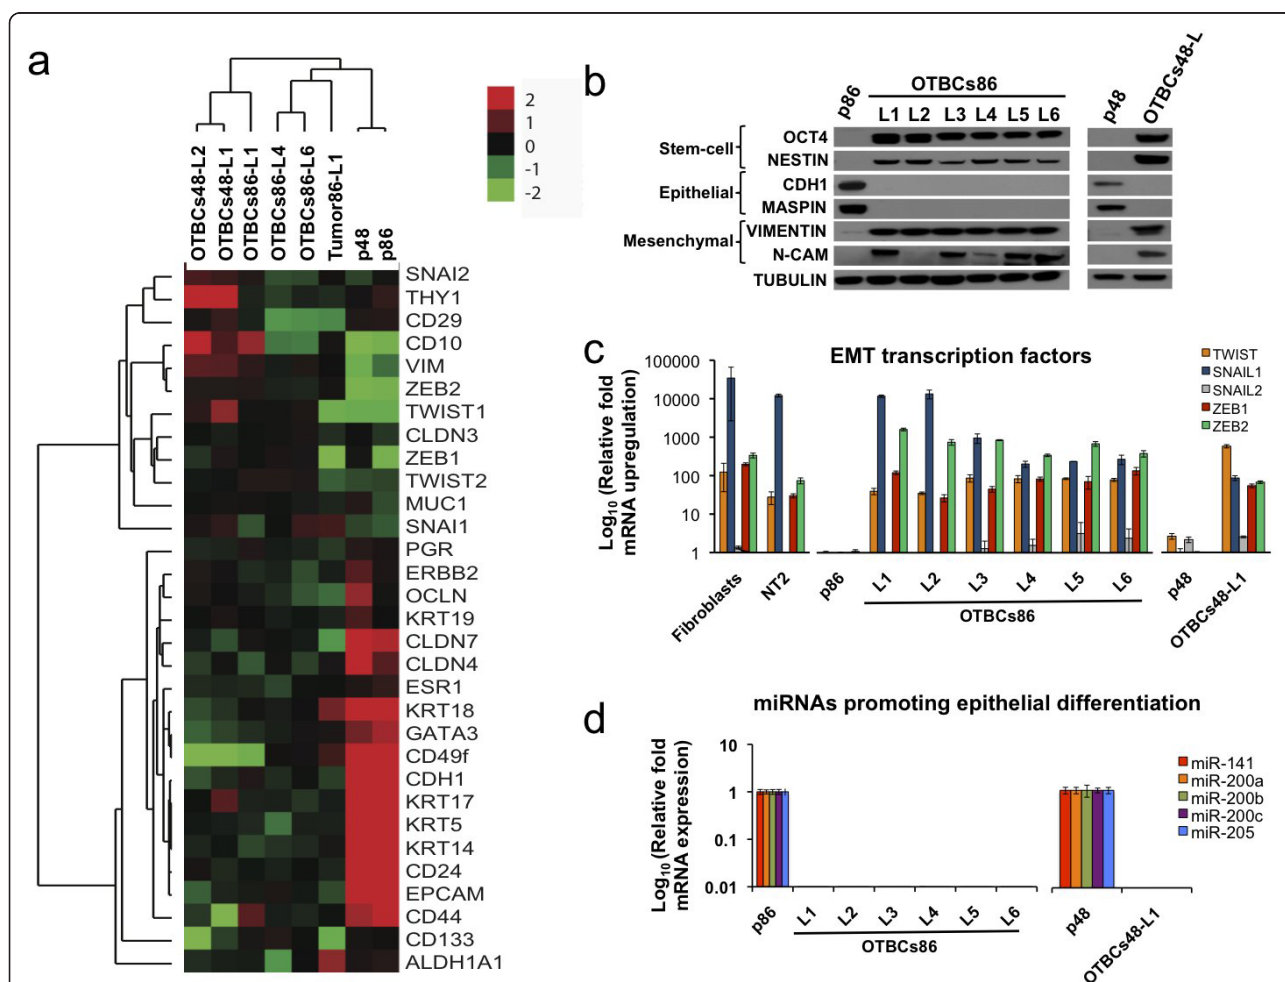 a
2
1
0
-1
-2
OTBCs48-L2
OTBCs48-L1
OTBCs86-L1
OTBCs86-L4
OTBCs86-L6
Tumor86-L1
p48
p86
SNAI2
THY1
CD29
CD10
VIM
ZEB2
TWIST1
CLDN3
ZEB1
TWIST2
MUC1
SNAI1
PGR
ERBB2
OCLN
KRT19
CLDN7
CLDN4
ESR1
KRT18
GATA3
CD49f
CDH1
KRT17
KRT5
KRT14
CD24
EPCAM
CD44
CD133
ALDH1A1
b
p86
OTBCs86
L1 L2 L3 L4 L5 L6
p48
OTBCs48-L
Stem-cell
OCT4
NESTIN
Epithelial
CDH1
MASPIN
Mesenchymal
VIMENTIN
N-CAM
TUBULIN
c
EMT transcription factors
Log10 (Relative fold
mRNA upregulation)
100000
10000
1000
100
10
1
TWIST
SNAIL1
SNAIL2
ZEB1
ZEB2
Fibroblasts
NT2
p86
L1
L2
L3
L4
L5
L6
OTBCs86
p48
OTBCs48-L1
d
miRNAs promoting epithelial differentiation
Log10 (Relative fold
mRNA expression)
10
1
0.1
0.01
miR-141
miR-200a
miR-200b
miR-200c
miR-205
p86
L1
L2
L3
L4
L5
L6
OTBCs86
p48
OTBCs48-L1